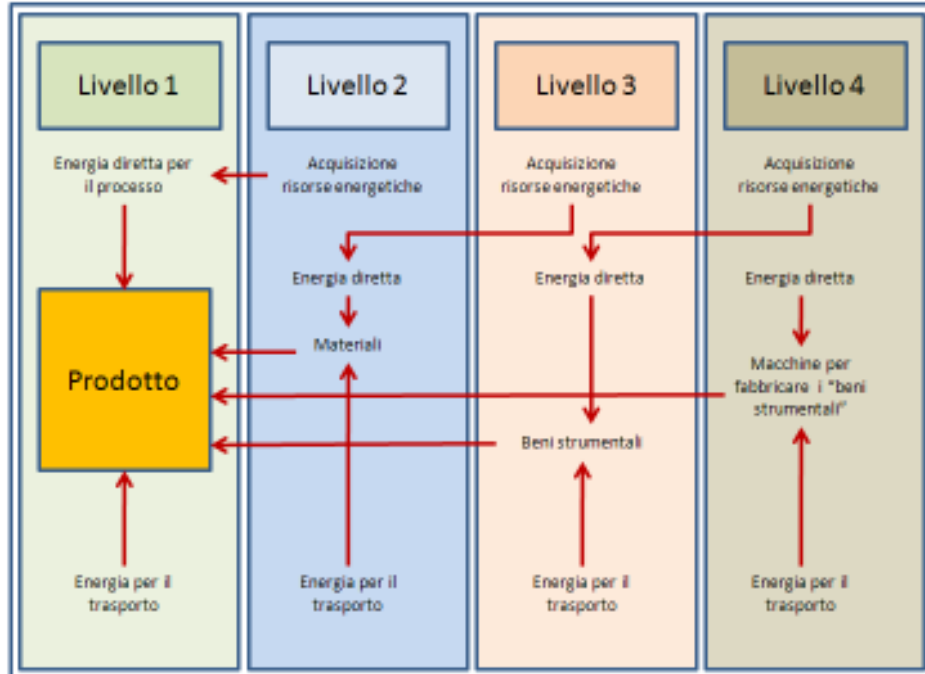 Livello 1
Livello 2
Livello 3
Livello 4
Energia diretta per
il processo
Acquisizione
risorse energetiche
Acquisizione
risorse energetiche
Acquisizione
risorse energetiche
Energia diretta
Energia diretta
Energia diretta
Materiali
Prodotto
Macchine per
fabbricare i "beni
strumentali"
Beni strumentali
Energia per il
trasporto
Energia per il
trasporto
Energia per il
trasporto
Energia per il
trasporto